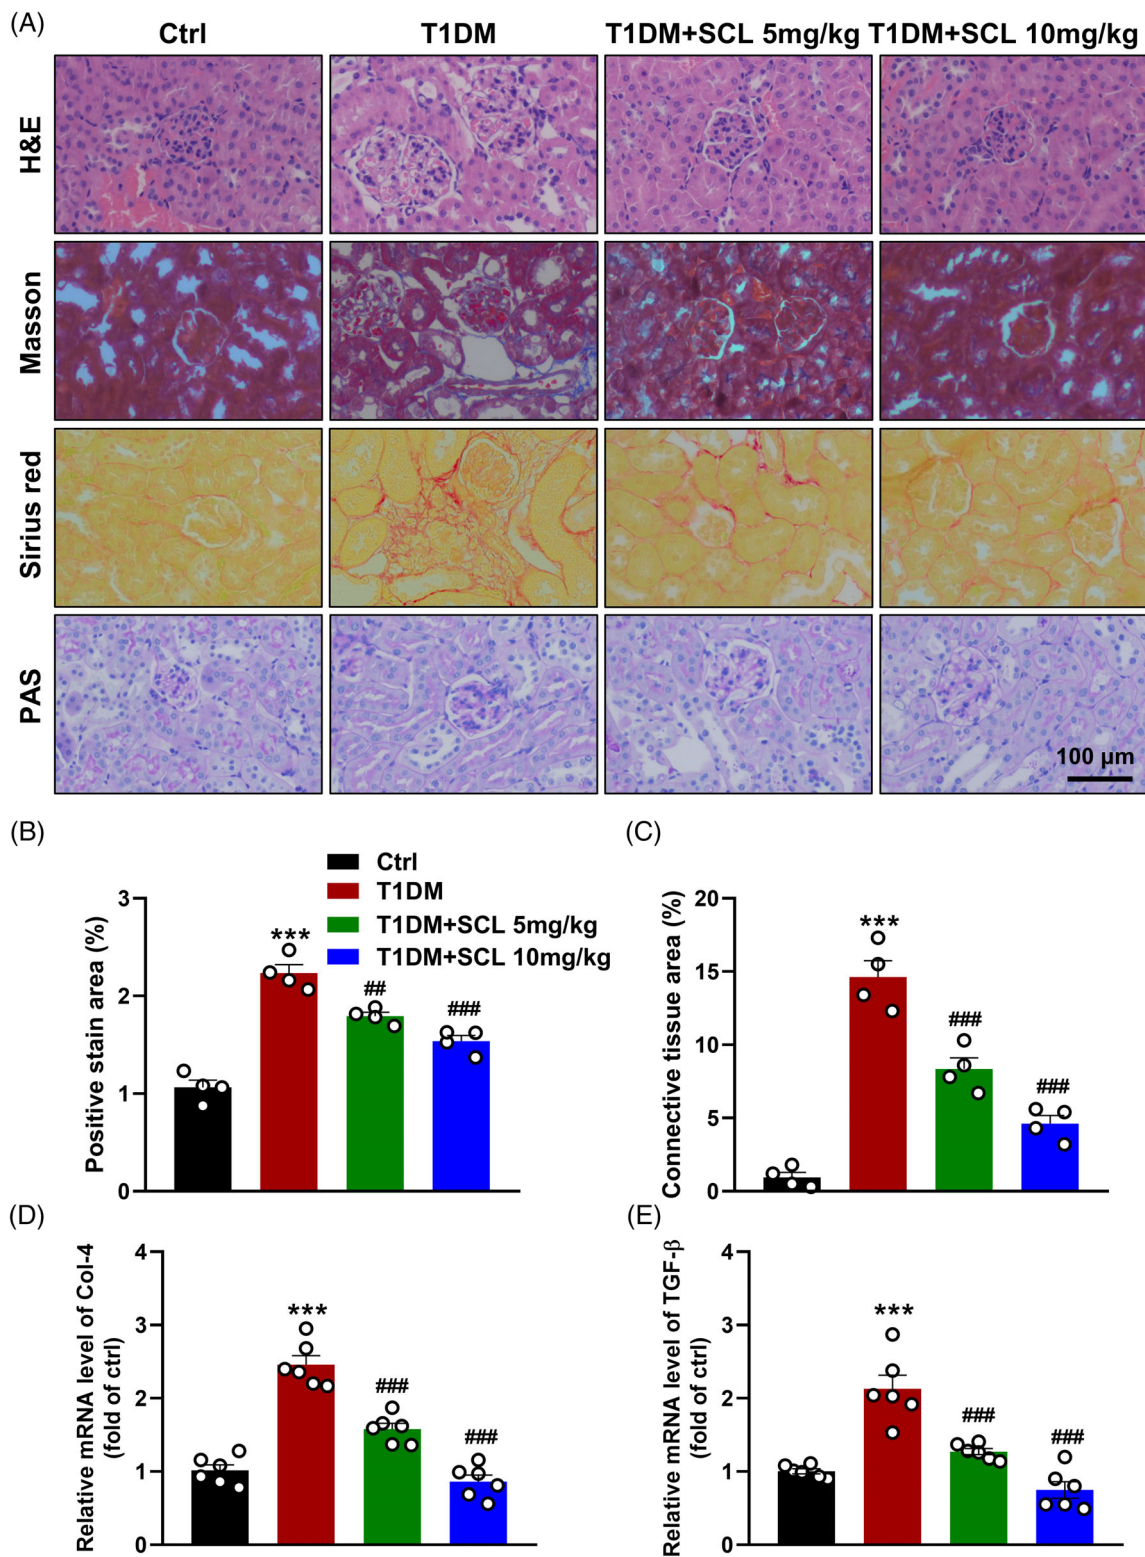 (A)
Ctrl T1DM T1DM+SCL 5mg/kg T1DM+SCL 10mg/kg
H&E
Masson
Sirius red
PAS
100 µm
(B)
Ctrl
T1DM
T1DM+SCL 5mg/kg
T1DM+SCL 10mg/kg
Positive stain area (%)
3
2
1
0
***
##
###
(C)
Connective tissue area (%)
20
15
10
5
0
***
###
###
(D)
Relative mRNA level of Col-4
(fold of ctrl)
4
3
2
1
0
***
###
###
(E)
Relative mRNA level of TGF-β
(fold of ctrl)
4
3
2
1
0
***
###
###